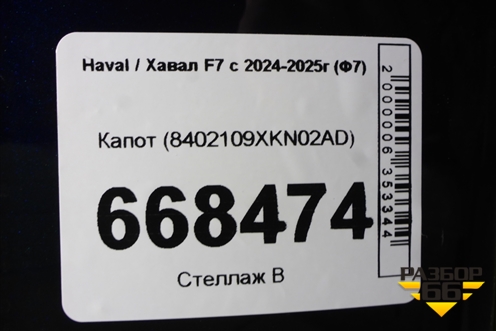 Haval / Хавал F7 с 2024-2025г (Ф7)
Капот (8402109XKN02AD)
668474
Стеллаж В
2000006353344
РАЗБОР
66